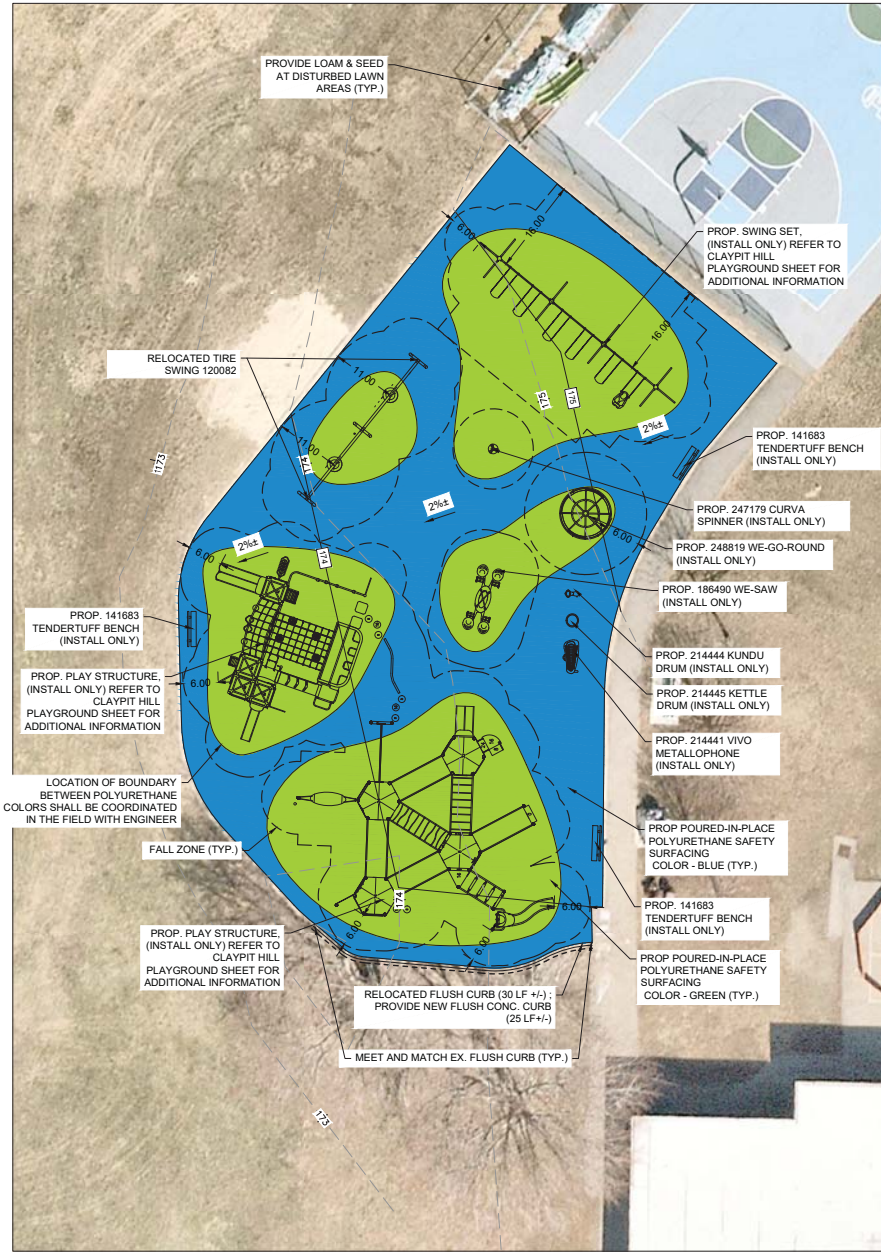 PROVIDE LOAM & SEED
AT DISTURBED LAWN
AREAS (TYP.)
6.00
16.00
PROP. SWING SET,
(INSTALL ONLY) REFER TO
CLAYPIT HILL
PLAYGROUND SHEET FOR
ADDITIONAL INFORMATION
16.00
RELOCATED TIRE
SWING 120082
11.00
175
175
2%±
11.00
174
173
PROP. 141683
TENDERTUFF BENCH
(INSTALL ONLY)
2%±
PROP. 247179 CURVA
SPINNER (INSTALL ONLY)
6.00
2%±
6.00
174
PROP. 248819 WE-GO-ROUND
(INSTALL ONLY)
PROP. 186490 WE-SAW
(INSTALL ONLY)
PROP. 141683
TENDERTUFF BENCH
(INSTALL ONLY)
PROP. 214444 KUNDU
DRUM (INSTALL ONLY)
PROP. PLAY STRUCTURE,
(INSTALL ONLY) REFER TO
CLAYPIT HILL
PLAYGROUND SHEET FOR
ADDITIONAL INFORMATION
6.00
PROP. 214445 KETTLE
DRUM (INSTALL ONLY)
PROP. 214441 VIVO
METALLOPHONE
(INSTALL ONLY)
LOCATION OF BOUNDARY
BETWEEN POLYURETHANE
COLORS SHALL BE COORDINATED
IN THE FIELD WITH ENGINEER
PROP POURED-IN-PLACE
POLYURETHANE SAFETY
SURFACING
COLOR - BLUE (TYP.)
FALL ZONE (TYP.)
174
6.00
PROP. 141683
TENDERTUFF BENCH
(INSTALL ONLY)
PROP. PLAY STRUCTURE,
(INSTALL ONLY) REFER TO
CLAYPIT HILL
PLAYGROUND SHEET FOR
ADDITIONAL INFORMATION
6.00
6.00
PROP POURED-IN-PLACE
POLYURETHANE SAFETY
SURFACING
COLOR - GREEN (TYP.)
RELOCATED FLUSH CURB (30 LF +/-) ;
PROVIDE NEW FLUSH CONC. CURB
(25 LF+/-)
MEET AND MATCH EX. FLUSH CURB (TYP.)
173